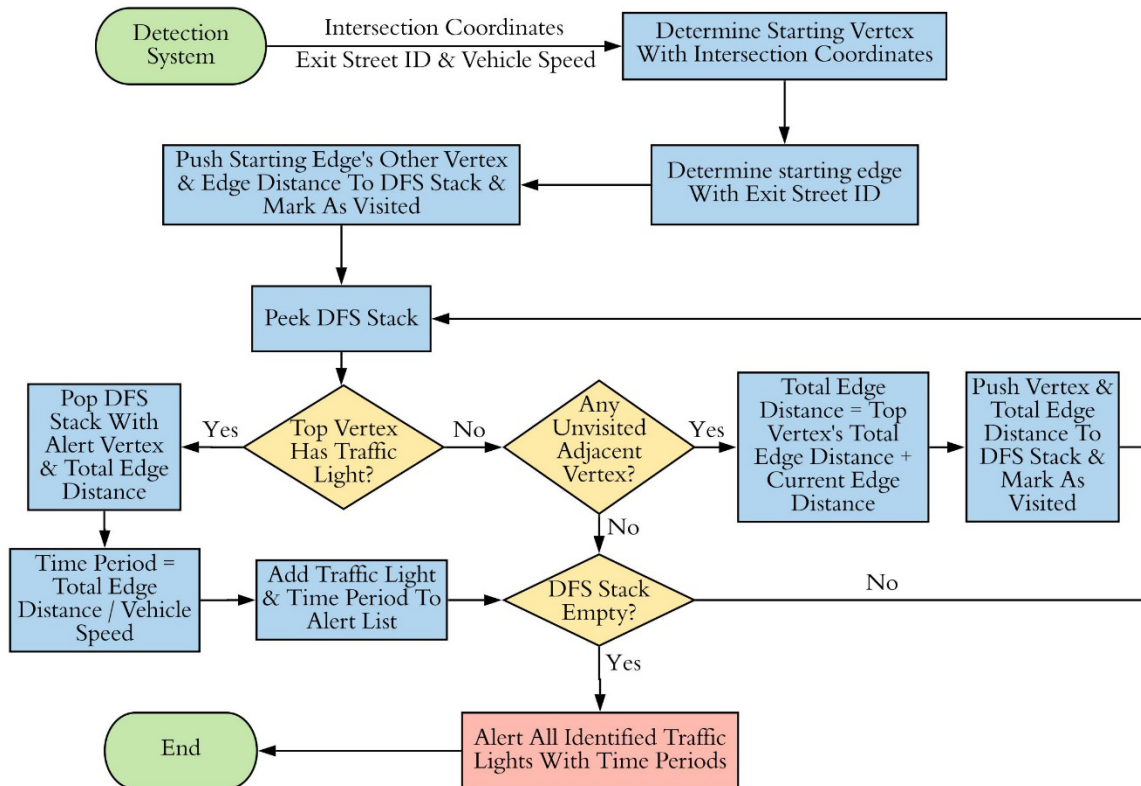 Detection
System
Intersection Coordinates
Exit Street ID & Vehicle Speed
Determine Starting Vertex
With Intersection Coordinates
Determine starting edge
With Exit Street ID
Push Starting Edge's Other Vertex
& Edge Distance To DFS Stack &
Mark As Visited
Peek DFS Stack
Top Vertex
Has Traffic
Light?
Yes
No
Pop DFS
Stack With
Alert Vertex
& Total Edge
Distance
Time Period =
Total Edge
Distance / Vehicle
Speed
Add Traffic Light
& Time Period To
Alert List
Any
Unvisited
Adjacent
Vertex?
Yes
No
Total Edge
Distance = Top
Vertex's Total
Edge Distance +
Current Edge
Distance
Push Vertex &
Total Edge
Distance To
DFS Stack &
Mark As
Visited
DFS Stack
Empty?
No
Yes
Alert All Identified Traffic
Lights With Time Periods
End